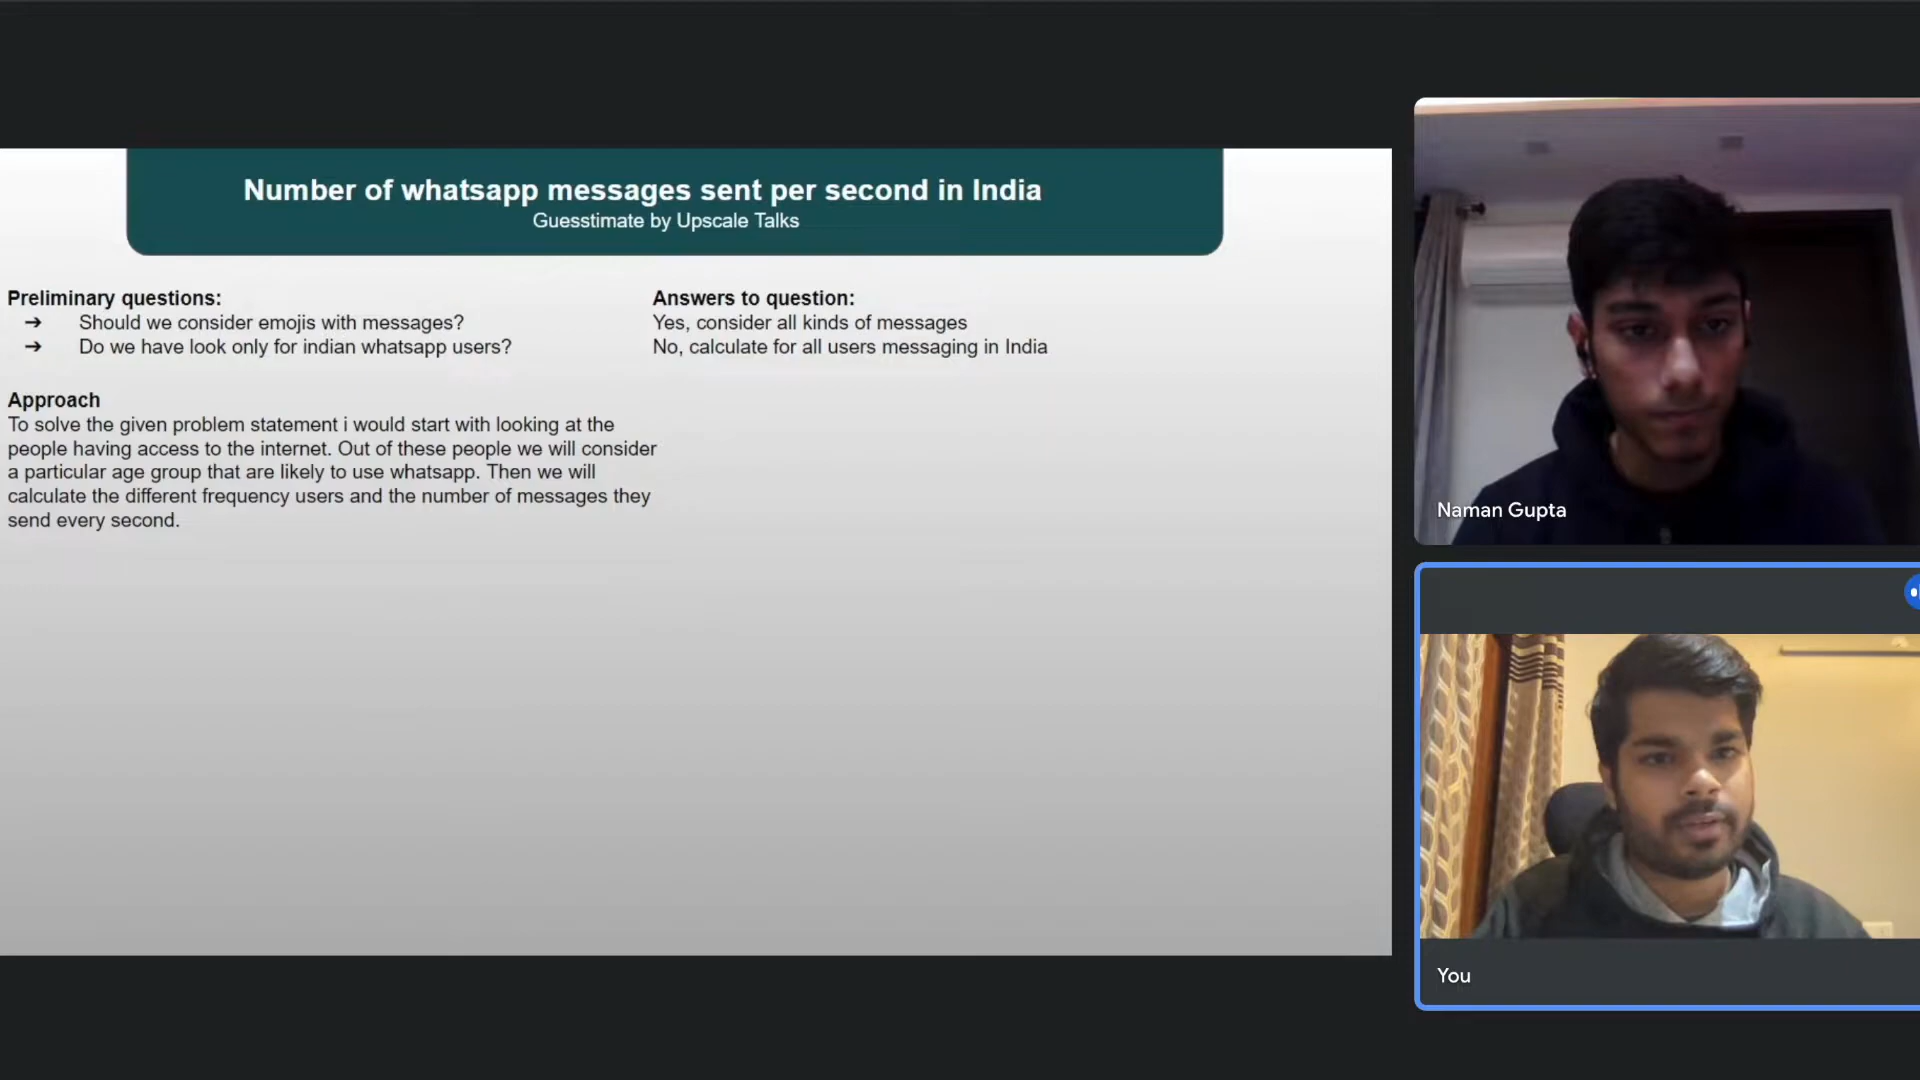 Number of whatsapp messages sent per second in India
Guesstimate by Upscale Talks
Preliminary questions:
➔ Should we consider emojis with messages?
➔ Do we have look only for indian whatsapp users?
Answers to question:
Yes, consider all kinds of messages
No, calculate for all users messaging in India
Approach
To solve the given problem statement i would start with looking at the
people having access to the internet. Out of these people we will consider
a particular age group that are likely to use whatsapp. Then we will
calculate the different frequency users and the number of messages they
send every second.
Naman Gupta
You